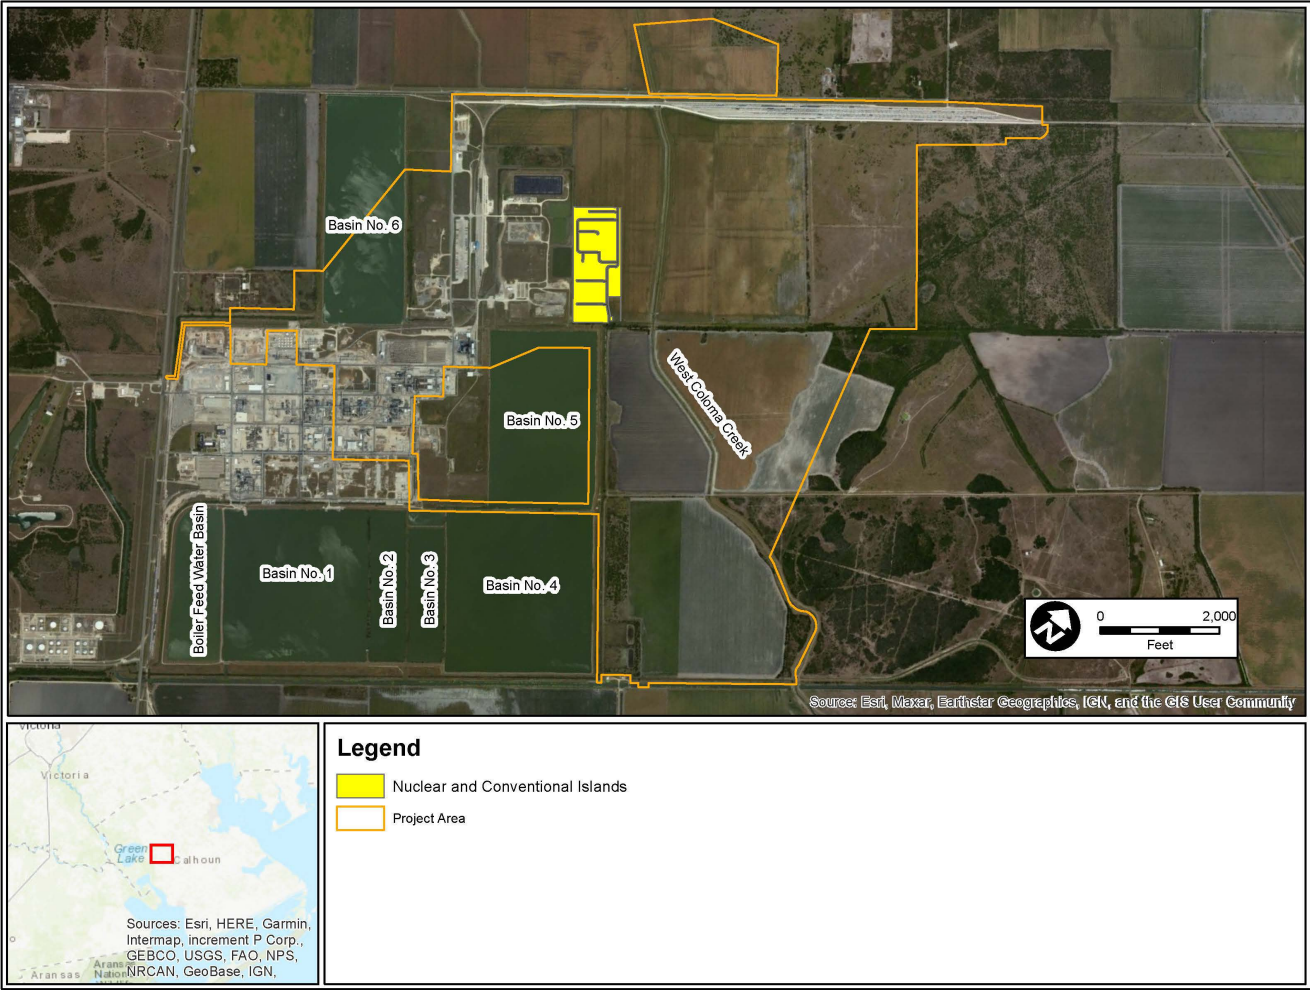 Basin No. 6
Basin No. 5
West Coloma Creek
Boiler Feed Water Basin
Basin No. 1
Basin No. 2
Basin No. 3
Basin No. 4
N
0 2,000
Feet
Source: Esri, Maxar, Earthstar Geographics, IGN, and the GIS User Community
Victoria
Victoria
Green
Lake
Calhoun
Sources: Esri, HERE, Garmin,
Intermap, increment P Corp.,
GEBCO, USGS, FAO, NPS,
NRCAN, GeoBase, IGN,
Aransas
Legend
Nuclear and Conventional Islands
Project Area